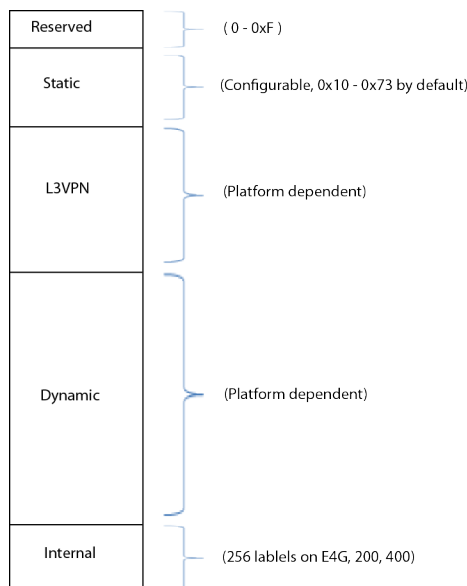 Reserved ( 0 - 0xF )
Static (Configurable, 0x10 - 0x73 by default)
L3VPN (Platform dependent)
Dynamic (Platform dependent)
Internal (256 lablels on E4G, 200, 400)